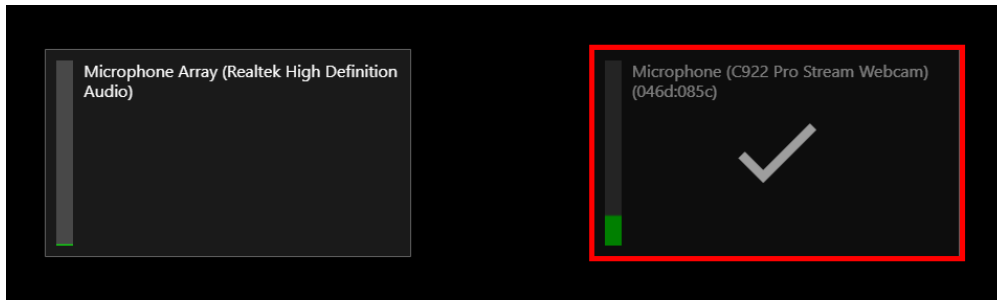 Microphone Array (Realtek High Definition
Audio)
Microphone (C922 Pro Stream Webcam)
(046d:085c)